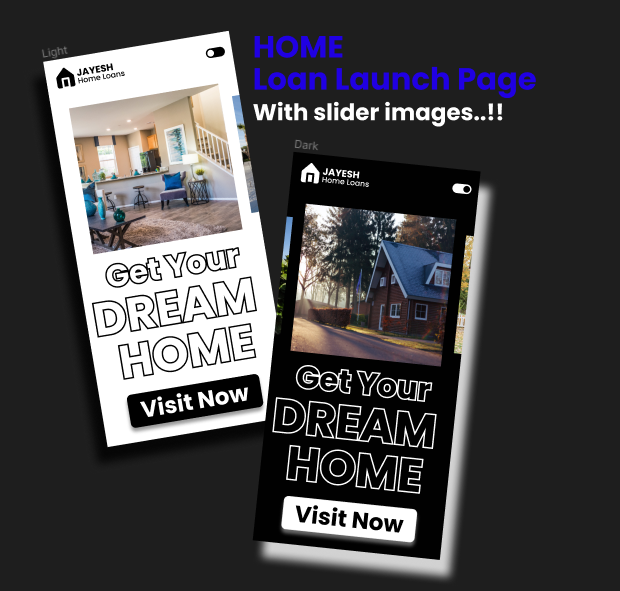 Light
JAYESH
Home Loans
Get Your
DREAM
HOME
Visit Now
HOME
Loan Launch Page
With slider images..!!
Dark
JAYESH
Home Loans
Get Your
DREAM
HOME
Visit Now